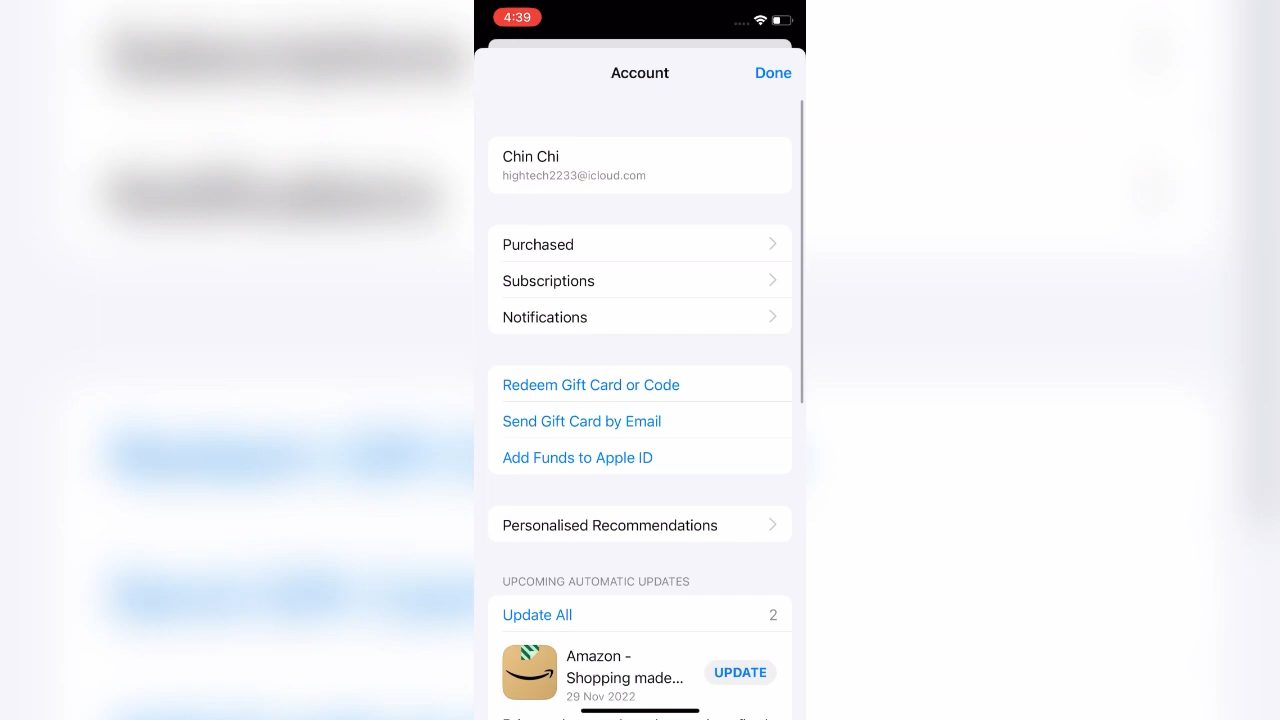 4:39
Account
Done
Chin Chi
hightech2233@icloud.com
Purchased
Subscriptions
Notifications
Redeem Gift Card or Code
Send Gift Card by Email
Add Funds to Apple ID
Personalised Recommendations
UPCOMING AUTOMATIC UPDATES
Update All
2
Amazon -
Shopping made...
UPDATE
29 Nov 2022